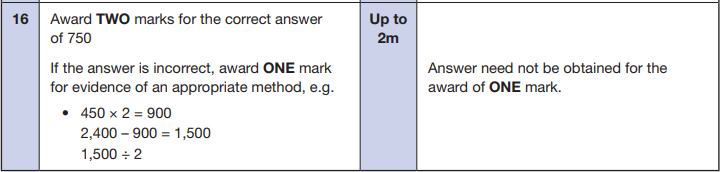 16
Award TWO marks for the correct answer
of 750
If the answer is incorrect, award ONE mark
for evidence of an appropriate method, e.g.
• 450 x 2 = 900
2,400 – 900 = 1,500
1,500 ÷ 2
Up to
2m
Answer need not be obtained for the
award of ONE mark.